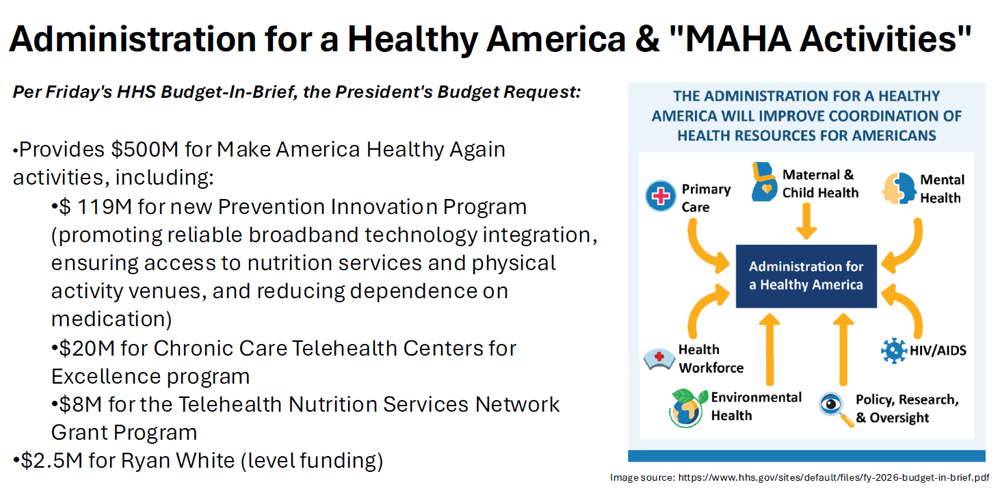 Administration for a Healthy America & "MAHA Activities"
Per Friday's HHS Budget-In-Brief, the President's Budget Request:
•Provides $500M for Make America Healthy Again
activities, including:
•$ 119M for new Prevention Innovation Program
(promoting reliable broadband technology integration,
ensuring access to nutrition services and physical
activity venues, and reducing dependence on
medication)
•$20M for Chronic Care Telehealth Centers for
Excellence program
•$8M for the Telehealth Nutrition Services Network
Grant Program
•$2.5M for Ryan White (level funding)
THE ADMINISTRATION FOR A HEALTHY
AMERICA WILL IMPROVE COORDINATION OF
HEALTH RESOURCES FOR AMERICANS
Primary
Care
Maternal &
Child Health
Mental
Health
Administration for
a Healthy America
Health
Workforce
HIV/AIDS
Environmental
Health
Policy, Research,
& Oversight
Image source: https://www.hhs.gov/sites/default/files/fy-2026-budget-in-brief.pdf